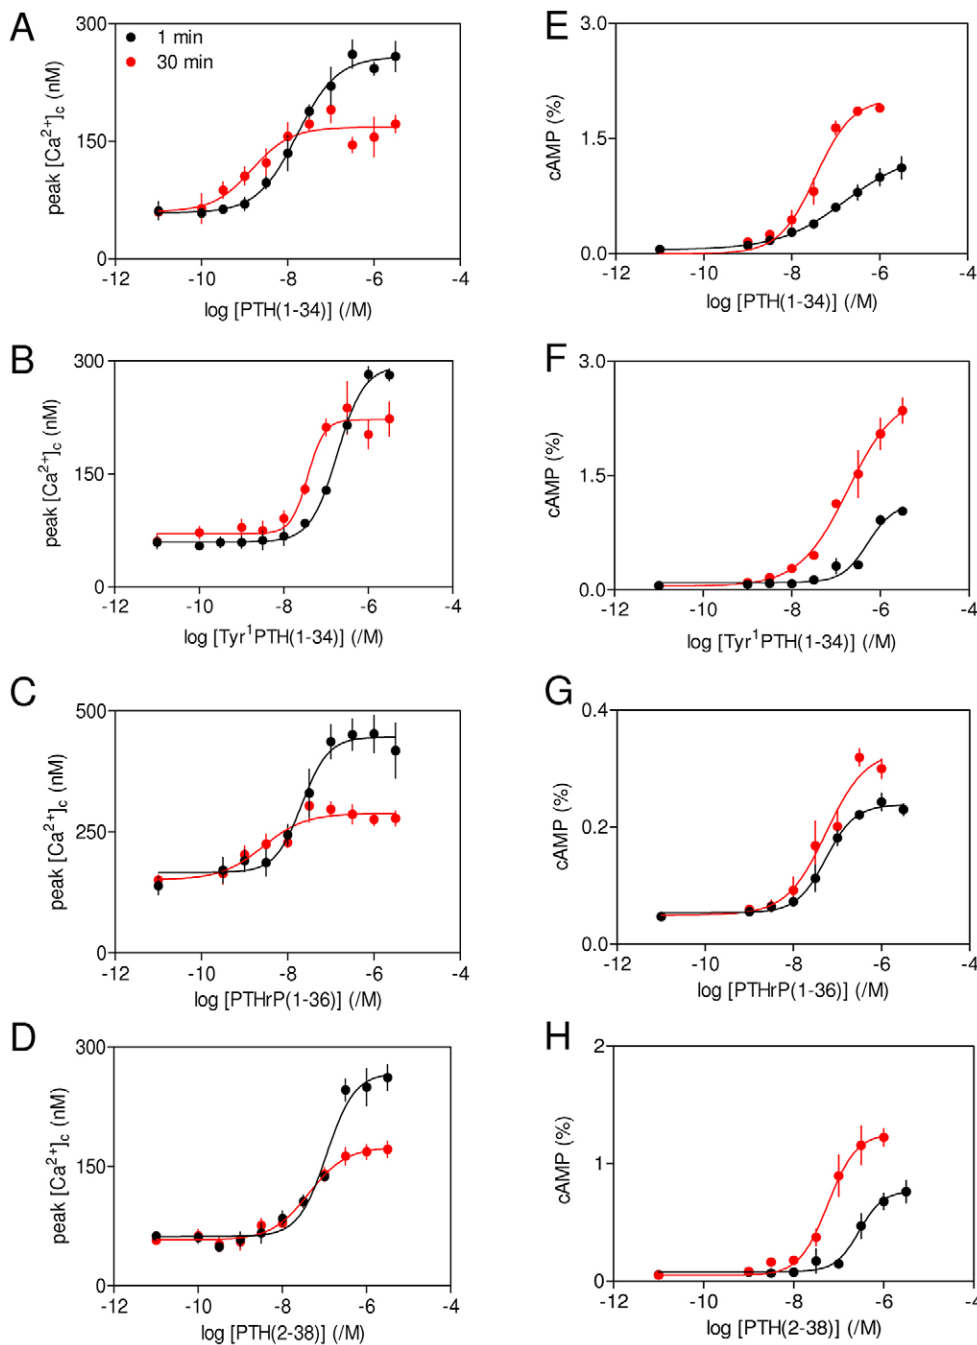 A
300
150
0
peak [Ca²⁺]c (nM)
1 min
30 min
-12
-10
-8
-6
-4
log [PTH(1-34)] (/M)
E
3.0
1.5
0.0
cAMP (%)
-12
-10
-8
-6
-4
log [PTH(1-34)] (/M)
B
300
150
0
peak [Ca²⁺]c (nM)
-12
-10
-8
-6
-4
log [Tyr¹PTH(1-34)] (/M)
F
3.0
1.5
0.0
cAMP (%)
-12
-10
-8
-6
-4
log [Tyr¹PTH(1-34)] (/M)
C
500
250
0
peak [Ca²⁺]c (nM)
-12
-10
-8
-6
-4
log [PTHrP(1-36)] (/M)
G
0.4
0.2
0.0
cAMP (%)
-12
-10
-8
-6
-4
log [PTHrP(1-36)] (/M)
D
300
150
0
peak [Ca²⁺]c (nM)
-12
-10
-8
-6
-4
log [PTH(2-38)] (/M)
H
2
1
0
cAMP (%)
-12
-10
-8
-6
-4
log [PTH(2-38)] (/M)